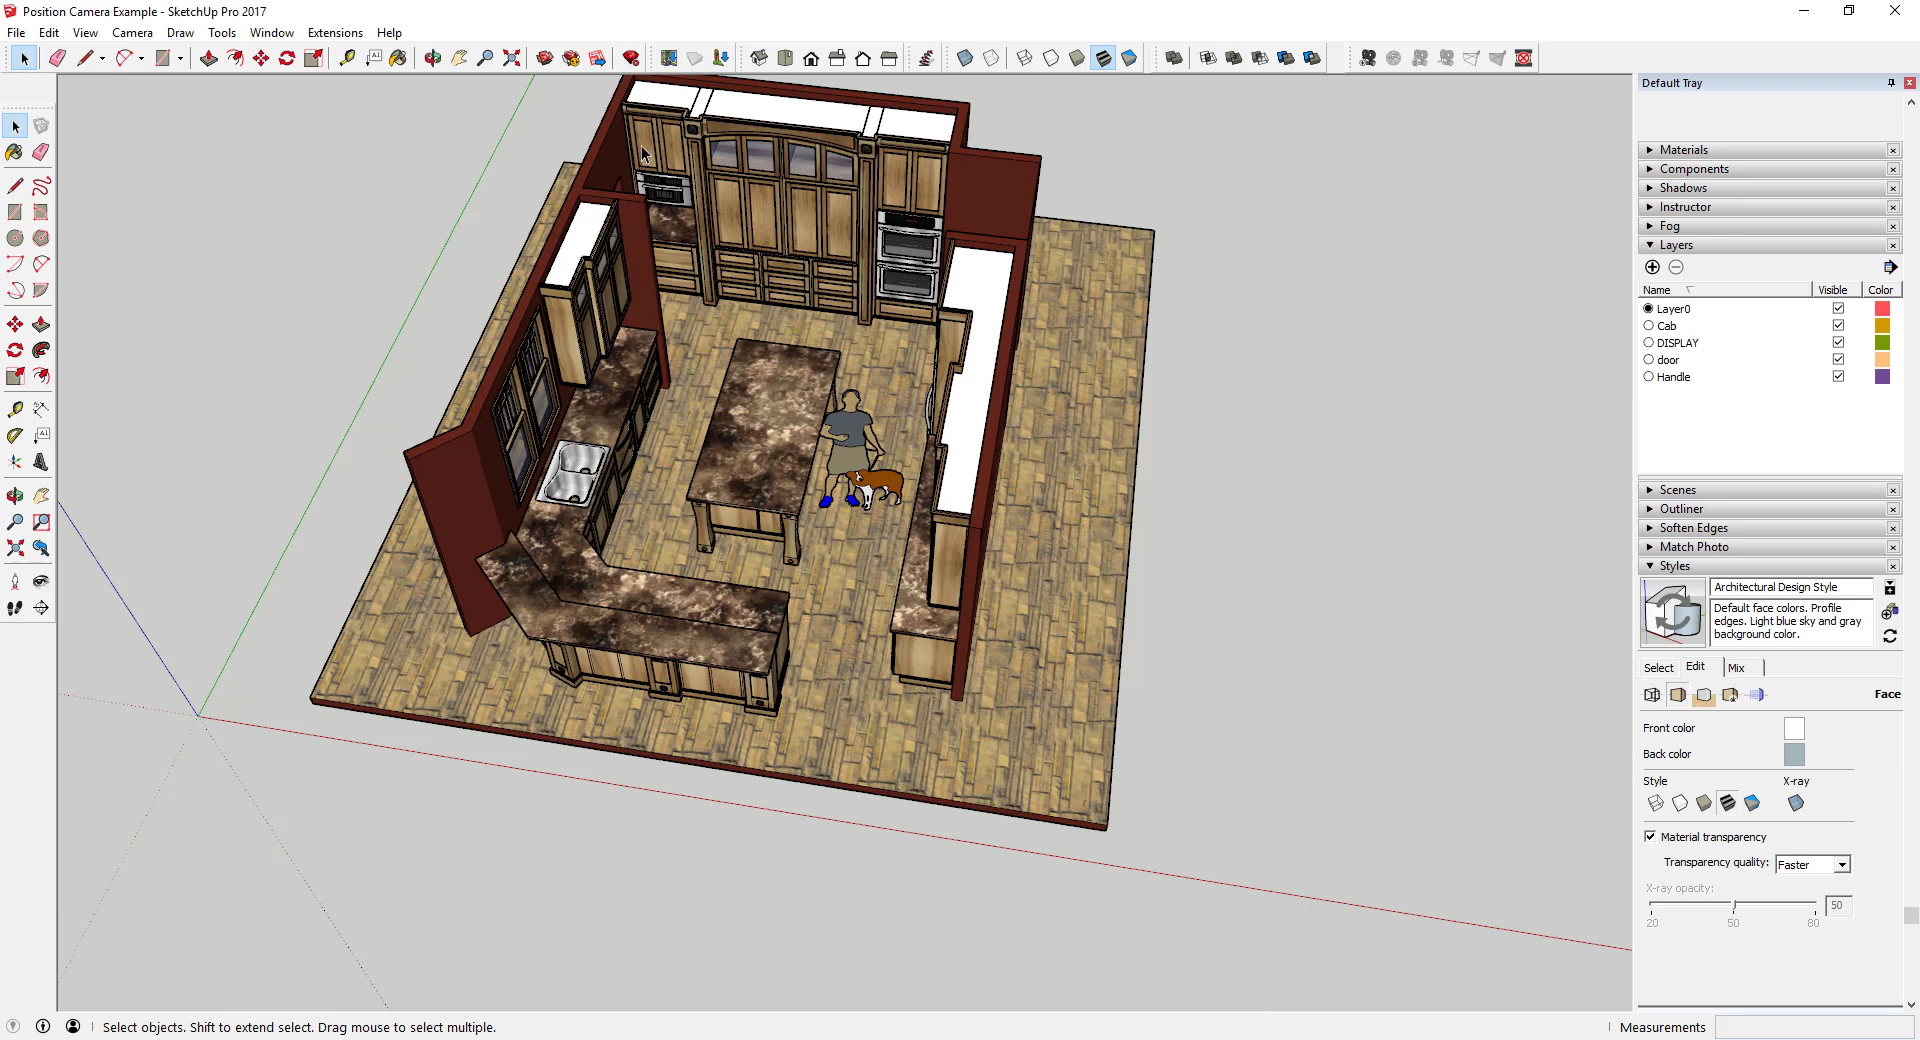 Position Camera Example - SketchUp Pro 2017
File Edit View Camera Draw Tools Window Extensions Help
Default Tray
Materials
Components
Shadows
Instructor
Fog
Layers
Name Visible Color
Layer0
Cab
DISPLAY
door
Handle
Scenes
Outliner
Soften Edges
Match Photo
Styles
Architectural Design Style
Default face colors. Profile
edges. Light blue sky and gray
background color.
Select Edit Mix
Face
Front color
Back color
Style X-ray
Material transparency
Transparency quality: Faster
X-ray opacity:
50
20 50 80
Select objects. Shift to extend select. Drag mouse to select multiple.
Measurements